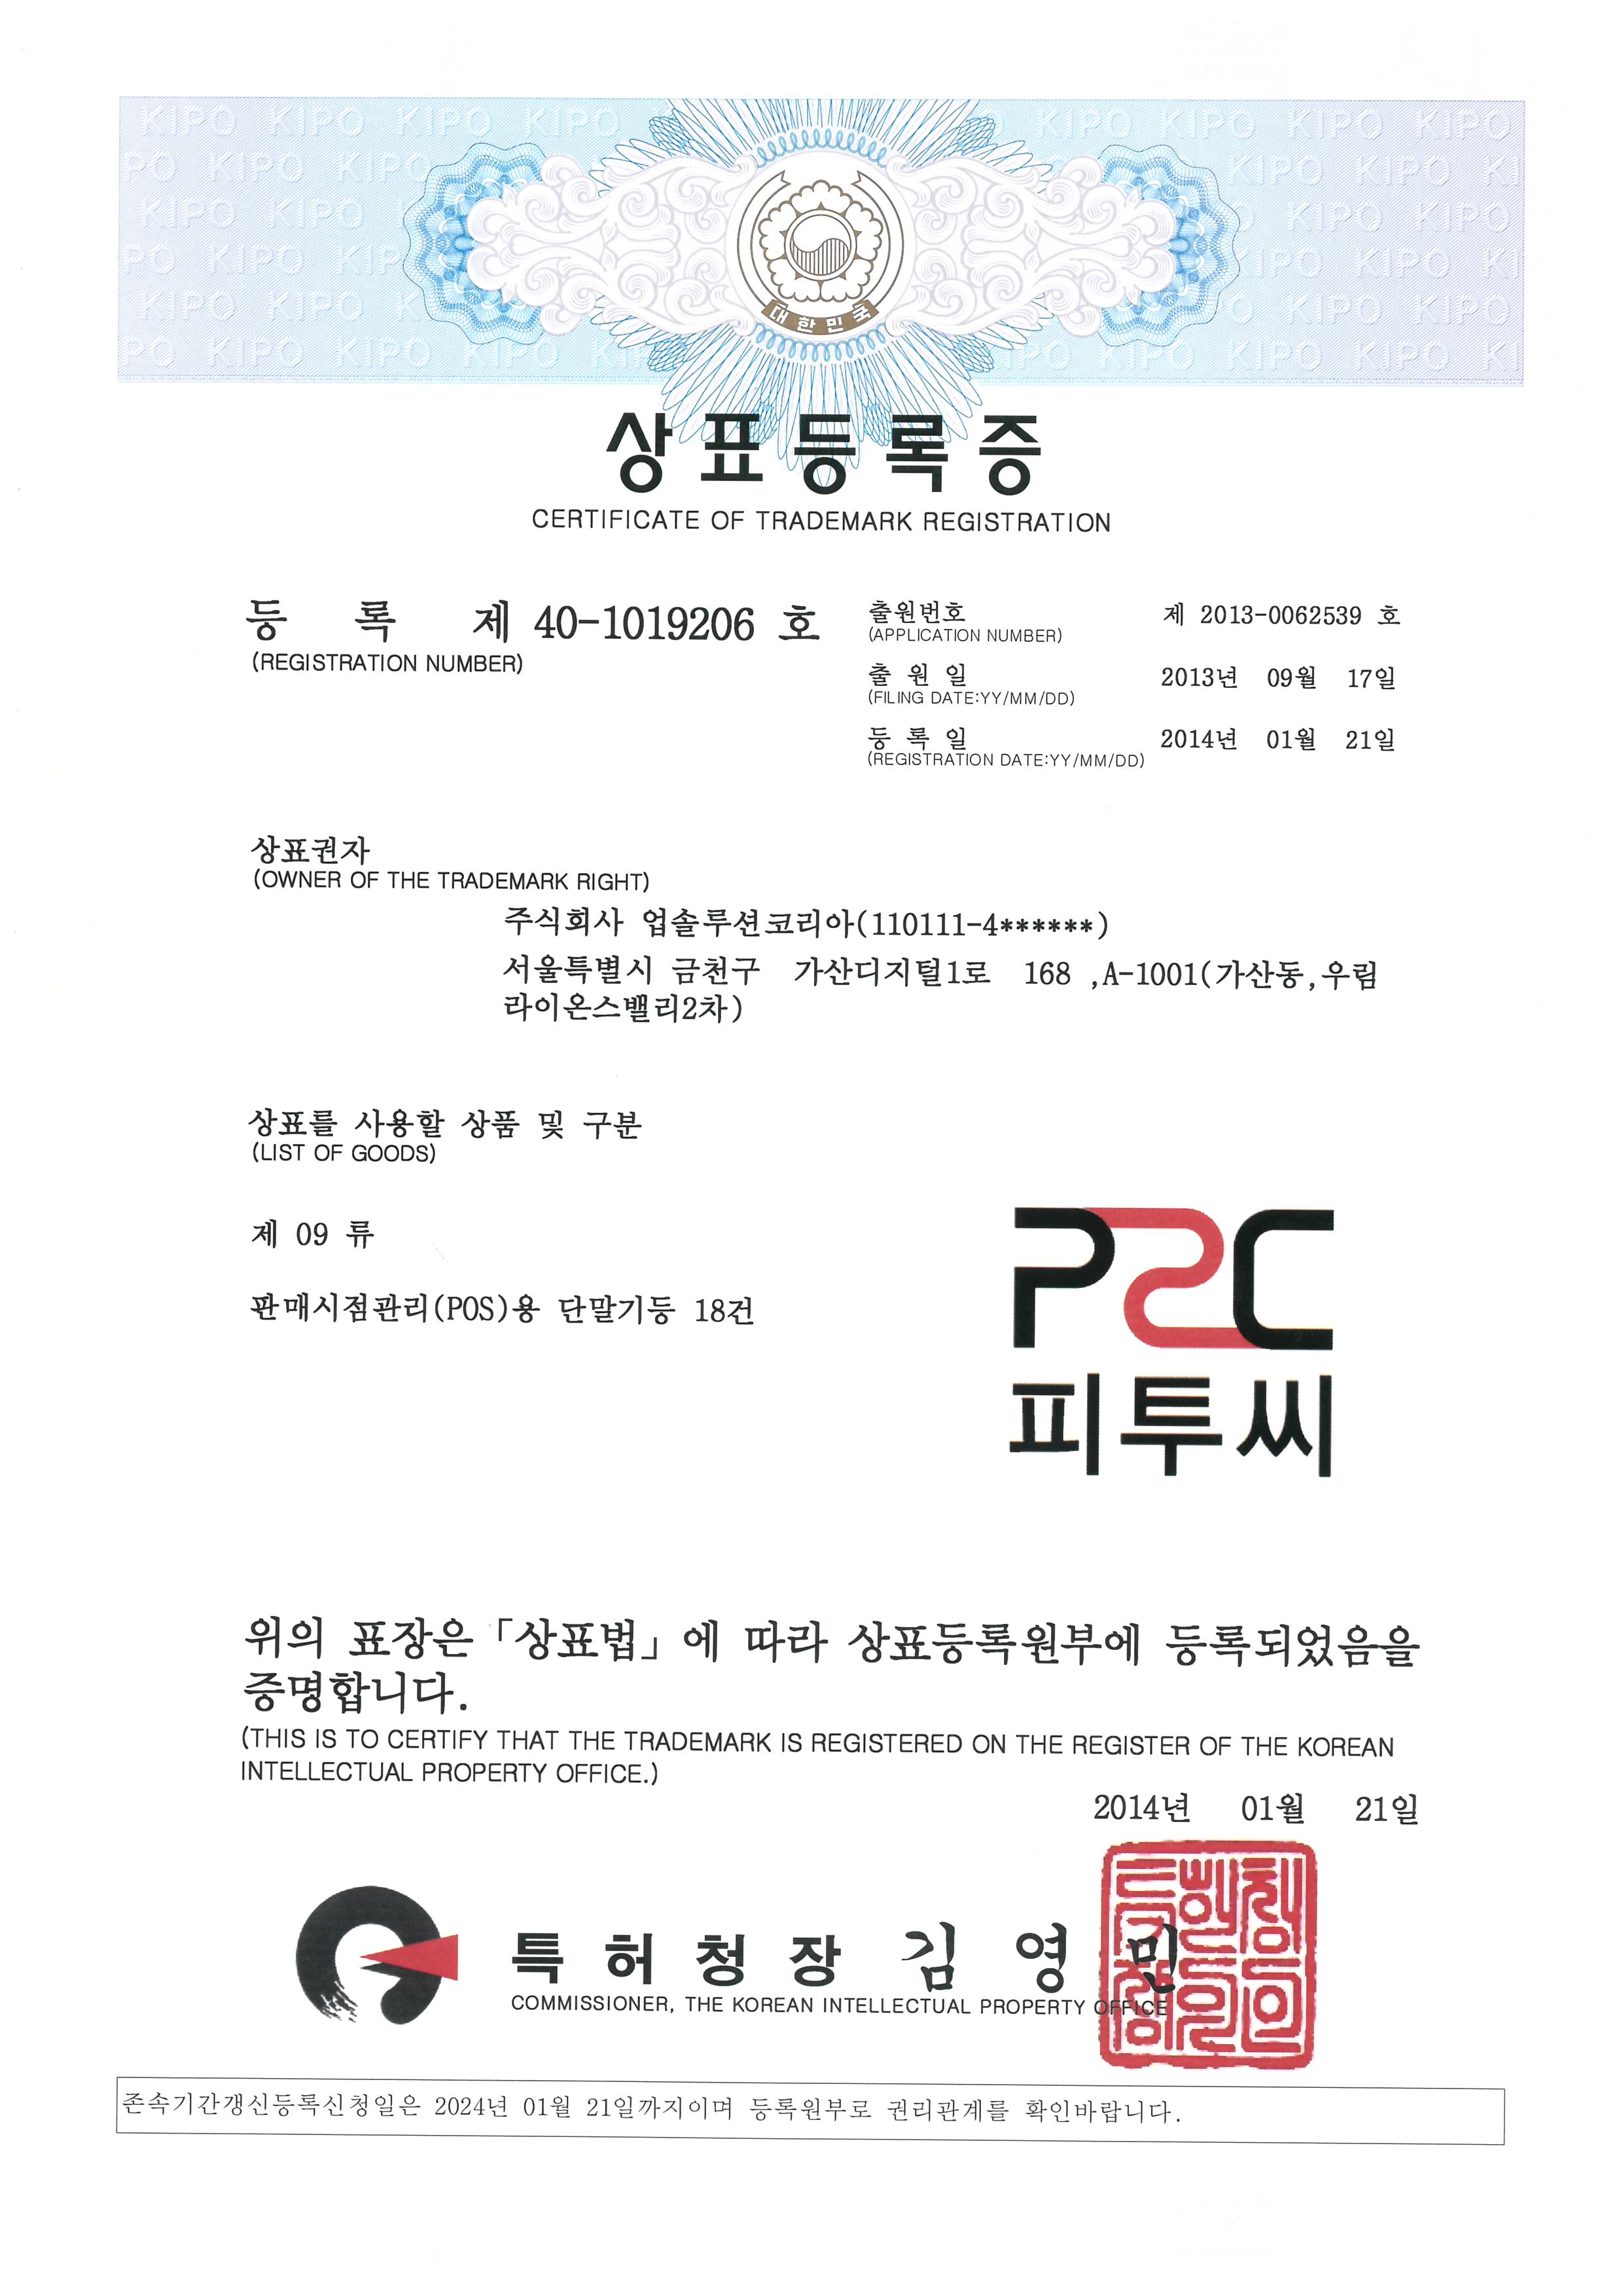 KIPO KIPO KIPO KIPO KIPO KIPO KIPO KIPO
대한민국
상표등록증
CERTIFICATE OF TRADEMARK REGISTRATION
등 록 제 40-1019206 호
(REGISTRATION NUMBER)
출원번호 제 2013-0062539 호
(APPLICATION NUMBER)
출 원 일 2013년 09월 17일
(FILING DATE:YY/MM/DD)
등 록 일 2014년 01월 21일
(REGISTRATION DATE:YY/MM/DD)
상표권자
(OWNER OF THE TRADEMARK RIGHT)
주식회사 업솔루션코리아(110111-4******)
서울특별시 금천구 가산디지털1로 168 ,A-1001(가산동,우림
라이온스밸리2차)
상표를 사용할 상품 및 구분
(LIST OF GOODS)
제 09 류
판매시점관리(POS)용 단말기등 18건
P2C
피투씨
위의 표장은「상표법」에 따라 상표등록원부에 등록되었음을
증명합니다.
(THIS IS TO CERTIFY THAT THE TRADEMARK IS REGISTERED ON THE REGISTER OF THE KOREAN
INTELLECTUAL PROPERTY OFFICE.)
2014년 01월 21일
특허청장 김영민
COMMISSIONER, THE KOREAN INTELLECTUAL PROPERTY OFFICE
존속기간갱신등록신청일은 2024년 01월 21일까지이며 등록원부로 권리관계를 확인바랍니다.